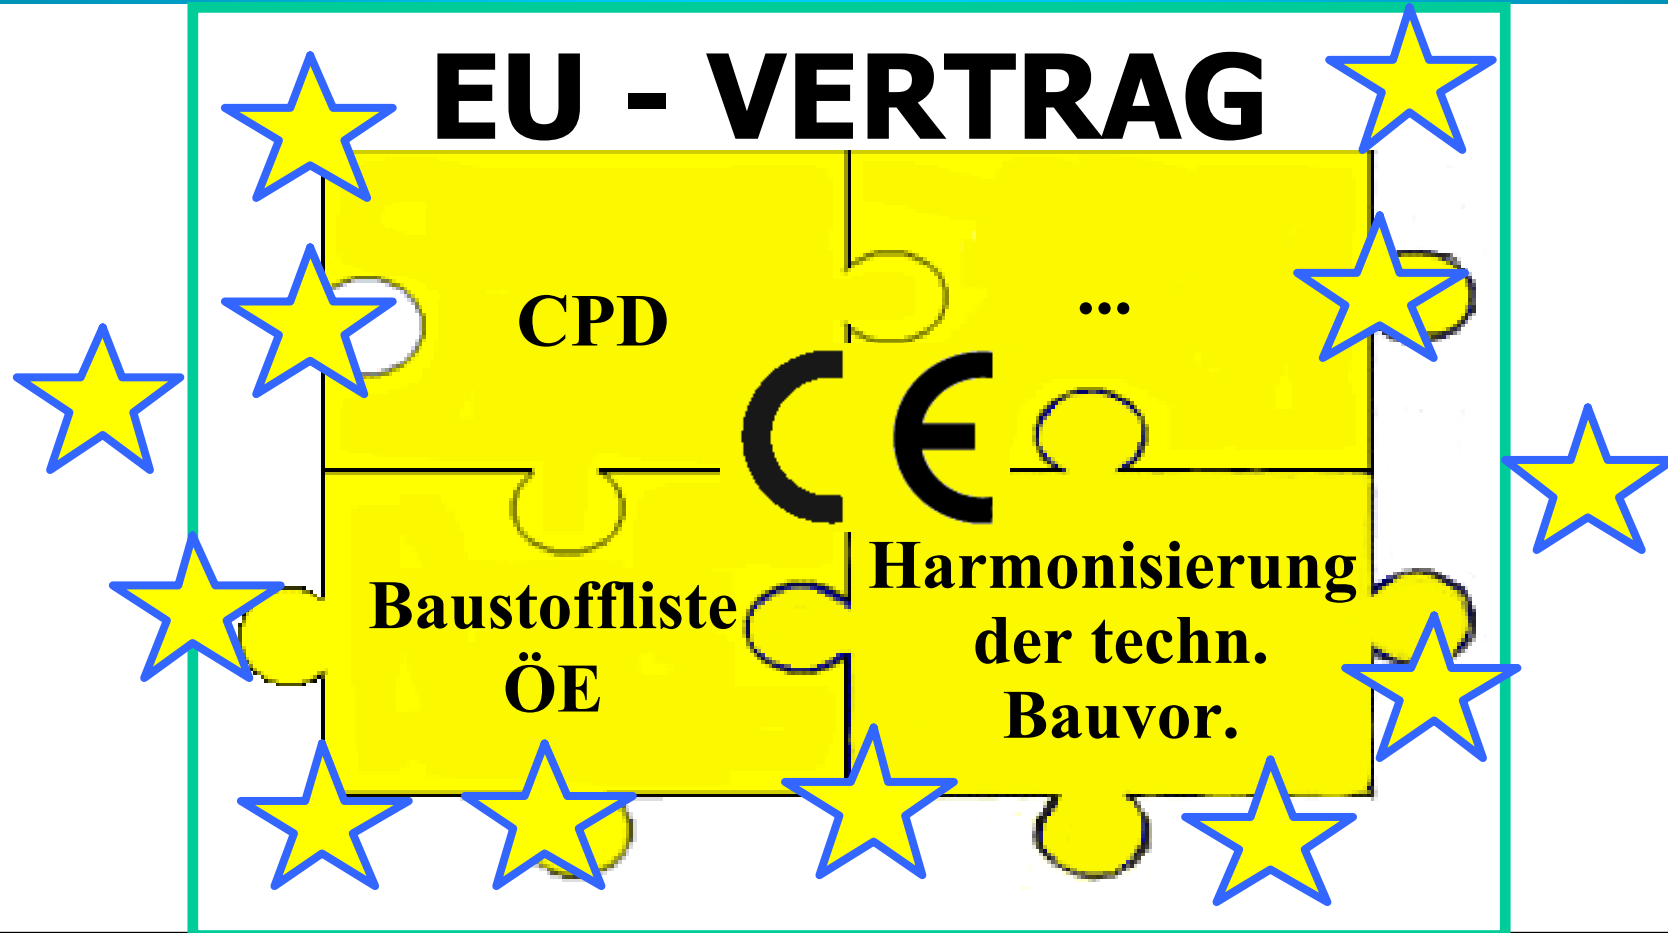 EU - VERTRAG
CPD
...
CE
Baustoffliste
ÖE
Harmonisierung
der techn.
Bauvor.